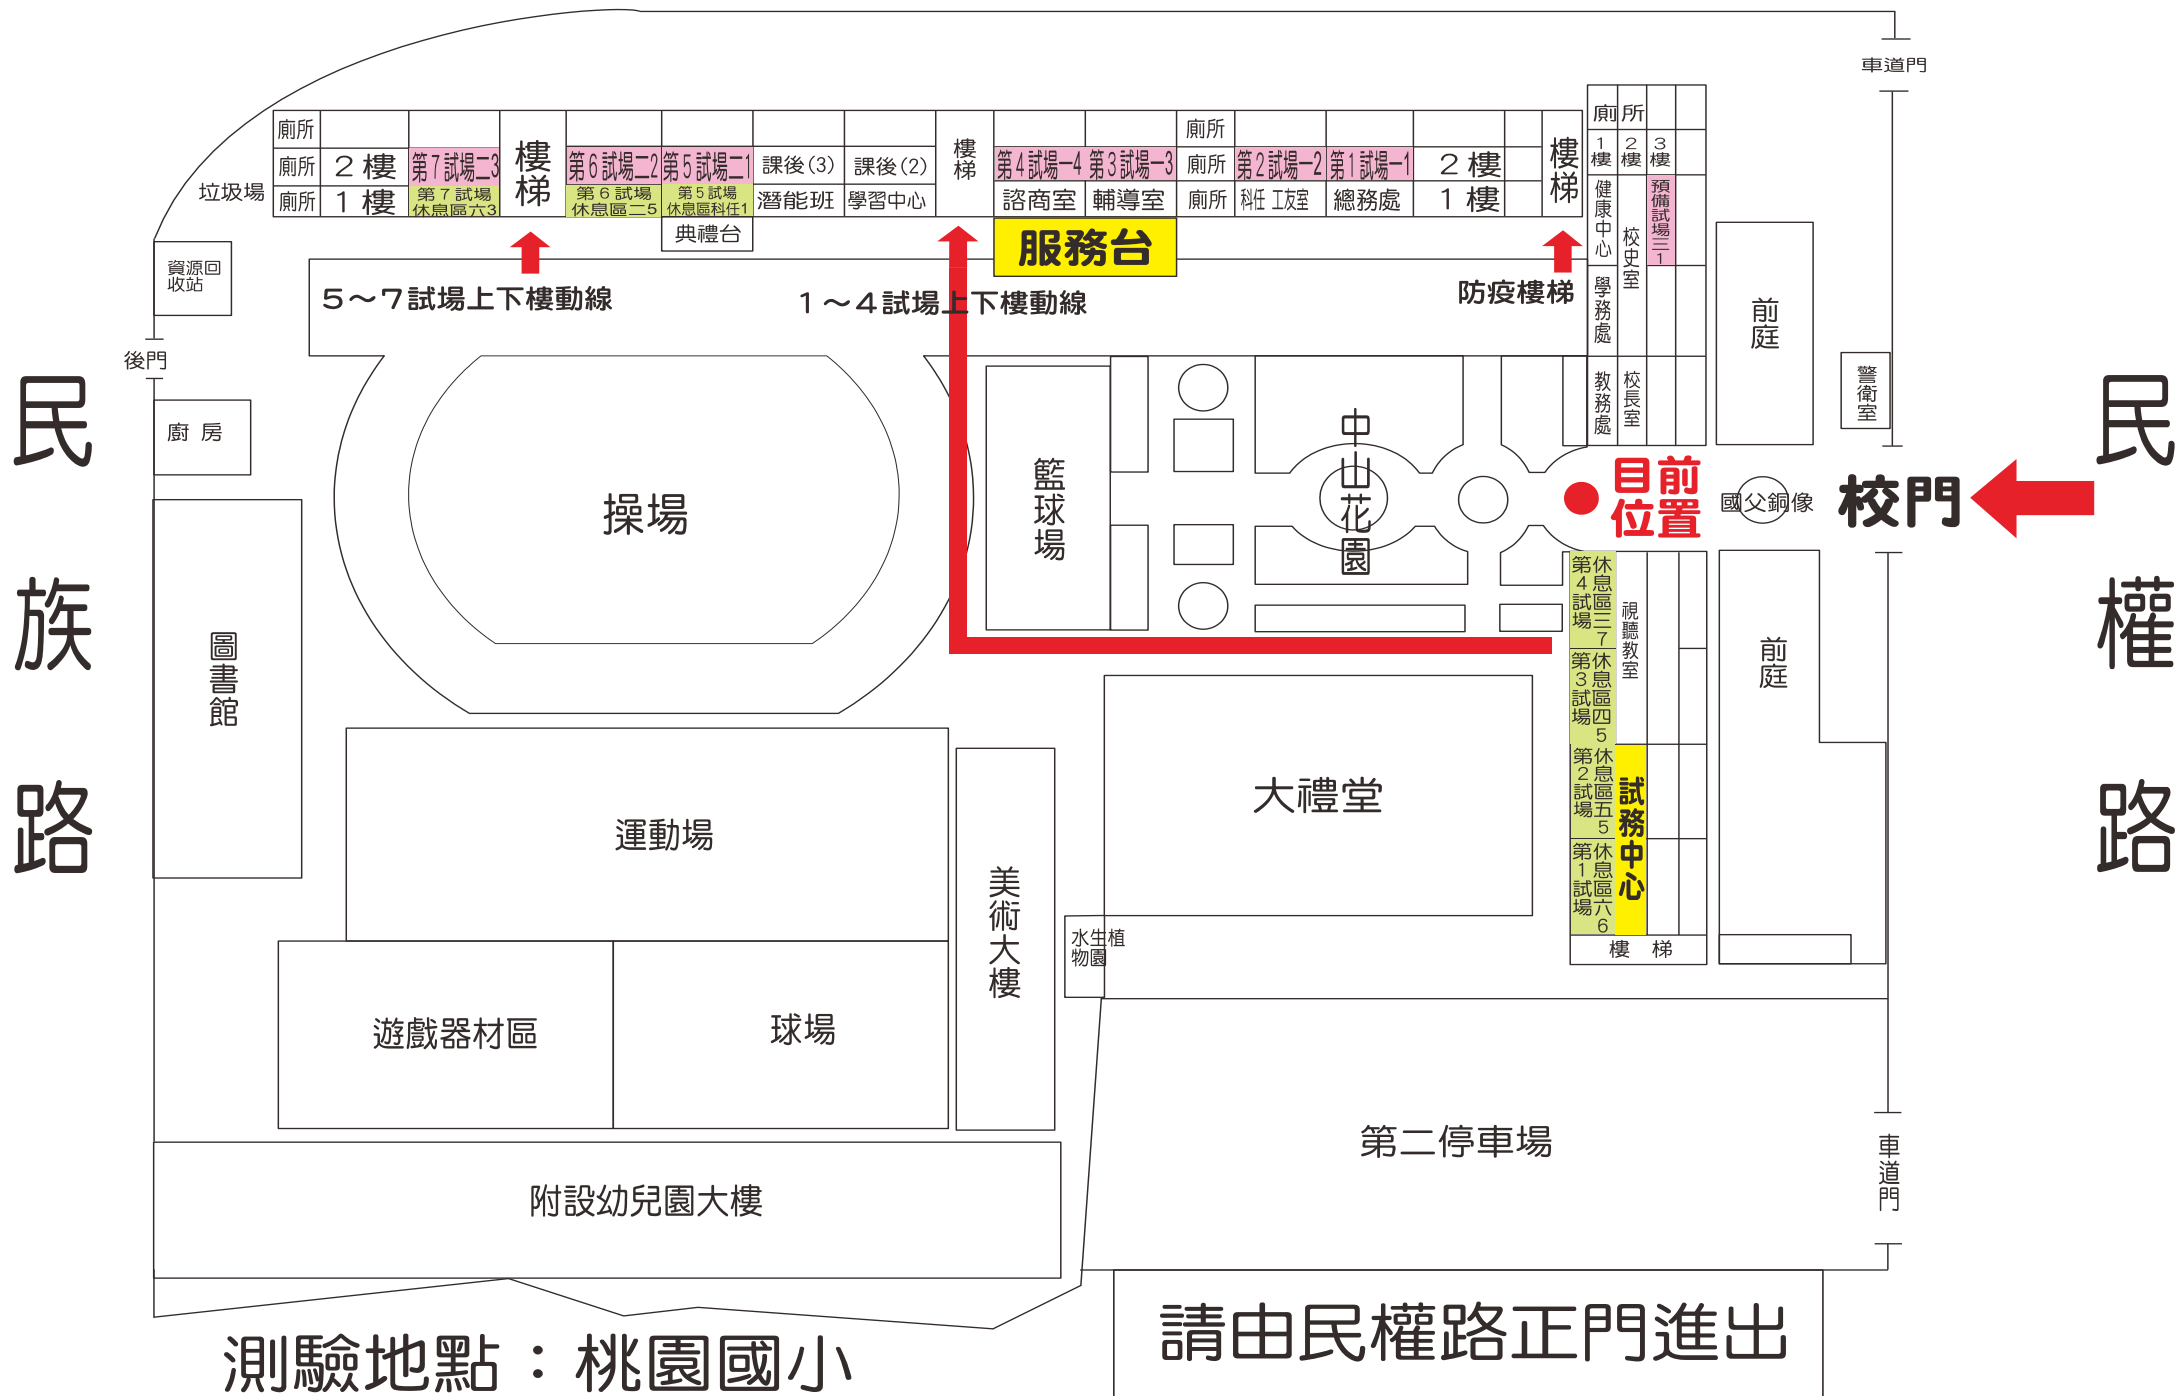 車道門
廁所
廁所
2樓
第7試場二3
樓梯
第6試場二2
第5試場二1
課後(3)
課後(2)
樓梯
第4試場一4
第3試場一3
廁所
廁所
第2試場一2
第1試場一1
2樓
樓梯
廁所
1樓
2樓
3樓
垃圾場
廁所
1樓
第7試場
休息區六3
第6試場
休息區二5
第5試場
休息區科任1
潛能班
學習中心
諮商室
輔導室
廁所
科任 工友室
總務處
1樓
健康中心
校史室
預備試場三1
典禮台
服務台
資源回
收站
5～7試場上下樓動線
1～4試場上下樓動線
防疫樓梯
學務處
前庭
後門
民族路
廚房
教務處
校長室
警衛室
民權路
操場
籃球場
中山花園
目前
位置
國父銅像
校門
圖書館
休息區三7
第4試場
視聽教室
休息區四5
第3試場
休息區五5
第2試場
休息區六6
第1試場
試務中心
樓梯
前庭
運動場
大禮堂
美術大樓
水生植
物園
遊戲器材區
球場
第二停車場
車道門
附設幼兒園大樓
測驗地點：桃園國小
請由民權路正門進出